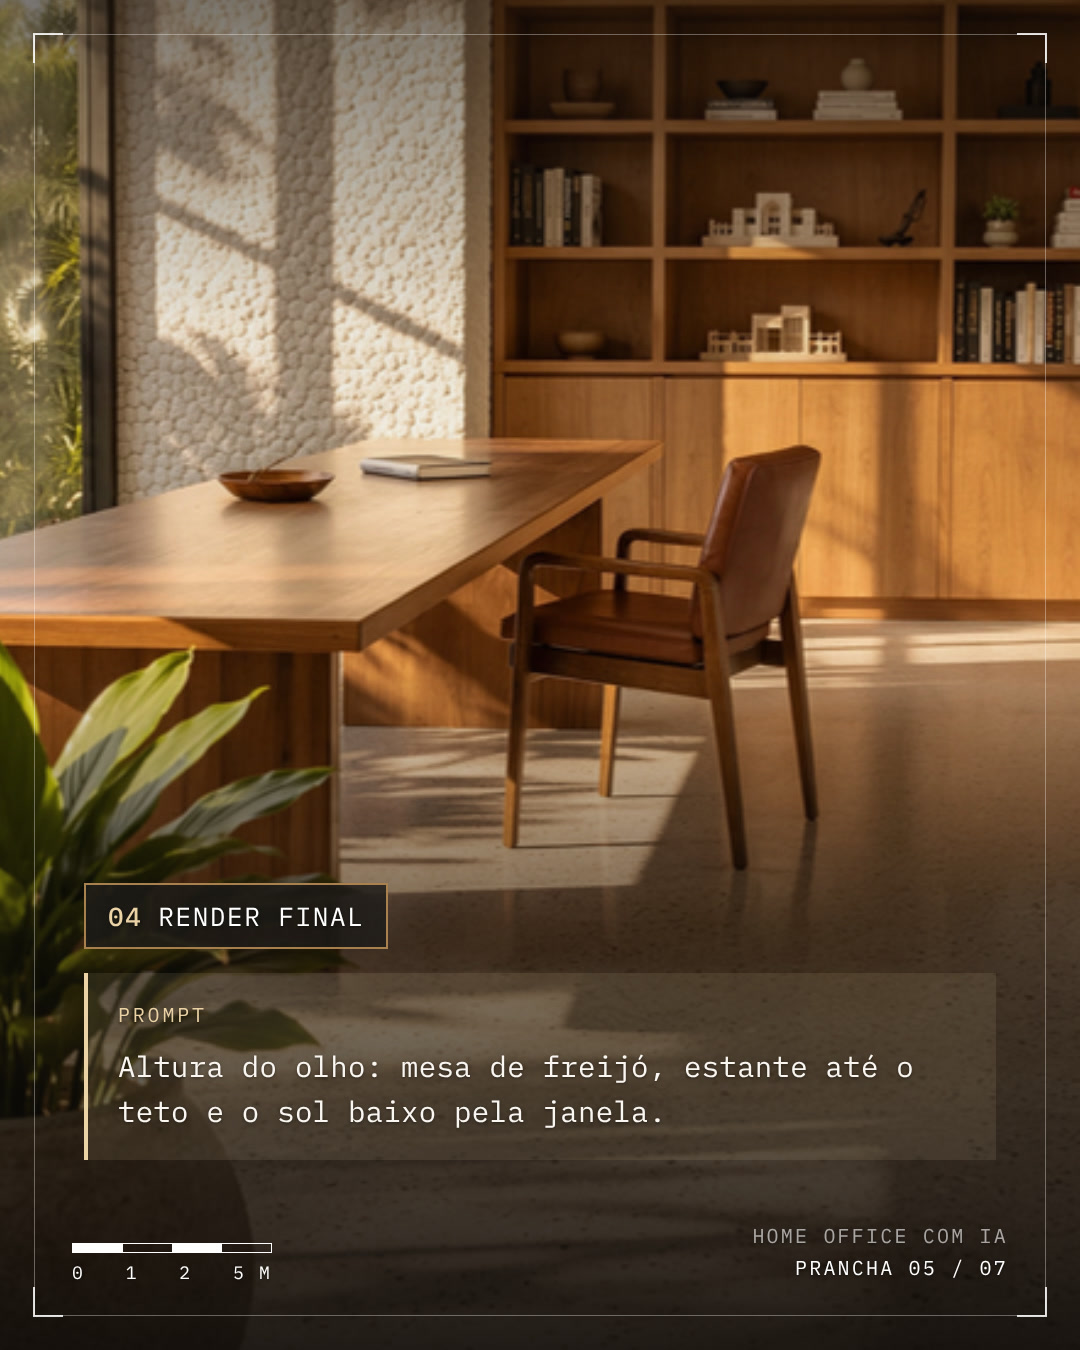 04 RENDER FINAL
PROMPT
Altura do olho: mesa de freijó, estante até o
teto e o sol baixo pela janela.
HOME OFFICE COM IA
PRANCHA 05 / 07
0 1 2 5 M